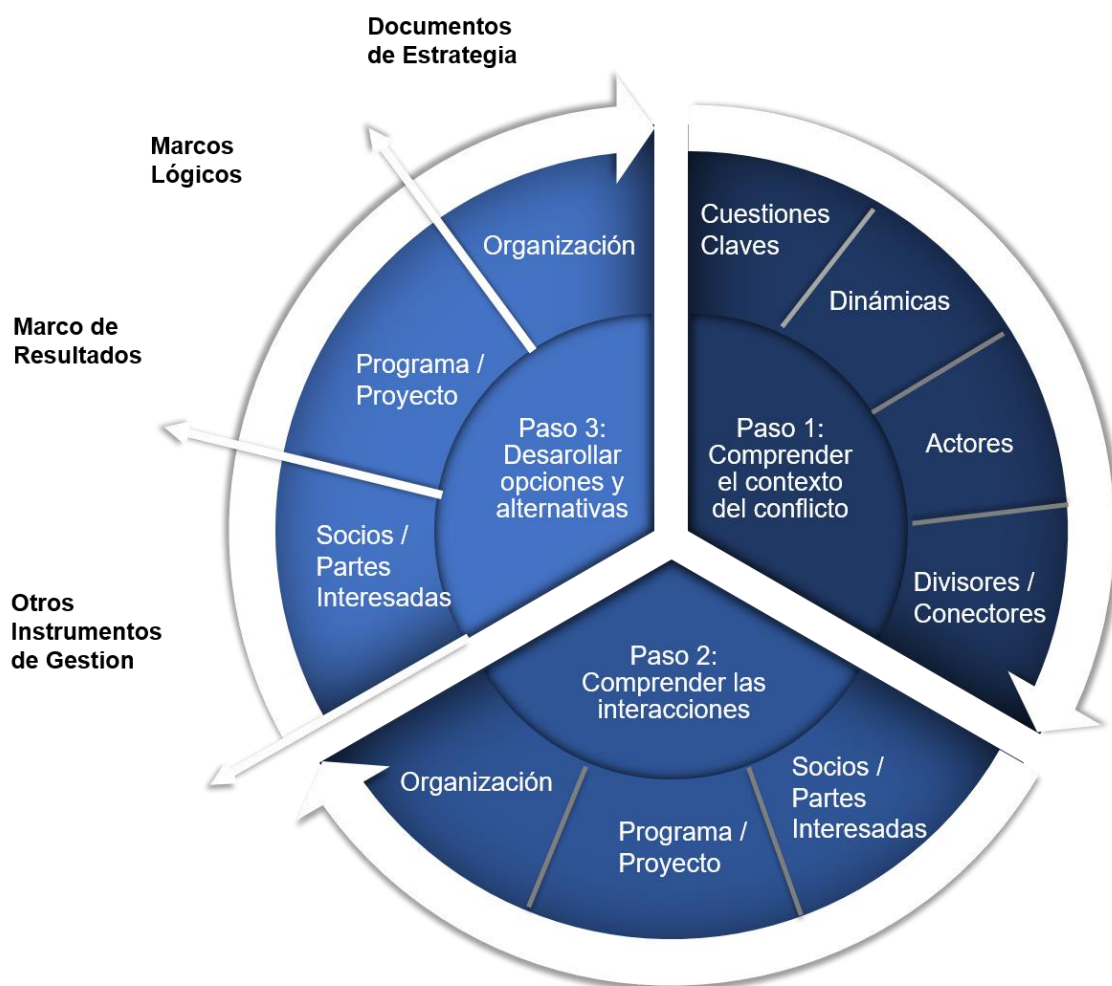 Documentos
de Estrategia
Marcos
Lógicos
Marco de
Resultados
Otros
Instrumentos
de Gestion
Cuestiones
Claves
Dinámicas
Actores
Divisores /
Conectores
Paso 1:
Comprender
el contexto
del conflicto
Paso 2:
Comprender las
interacciones
Socios /
Partes
Interesadas
Programa /
Proyecto
Organización
Paso 3:
Desarollar
opciones y
alternativas
Socios /
Partes
Interesadas
Programa /
Proyecto
Organización